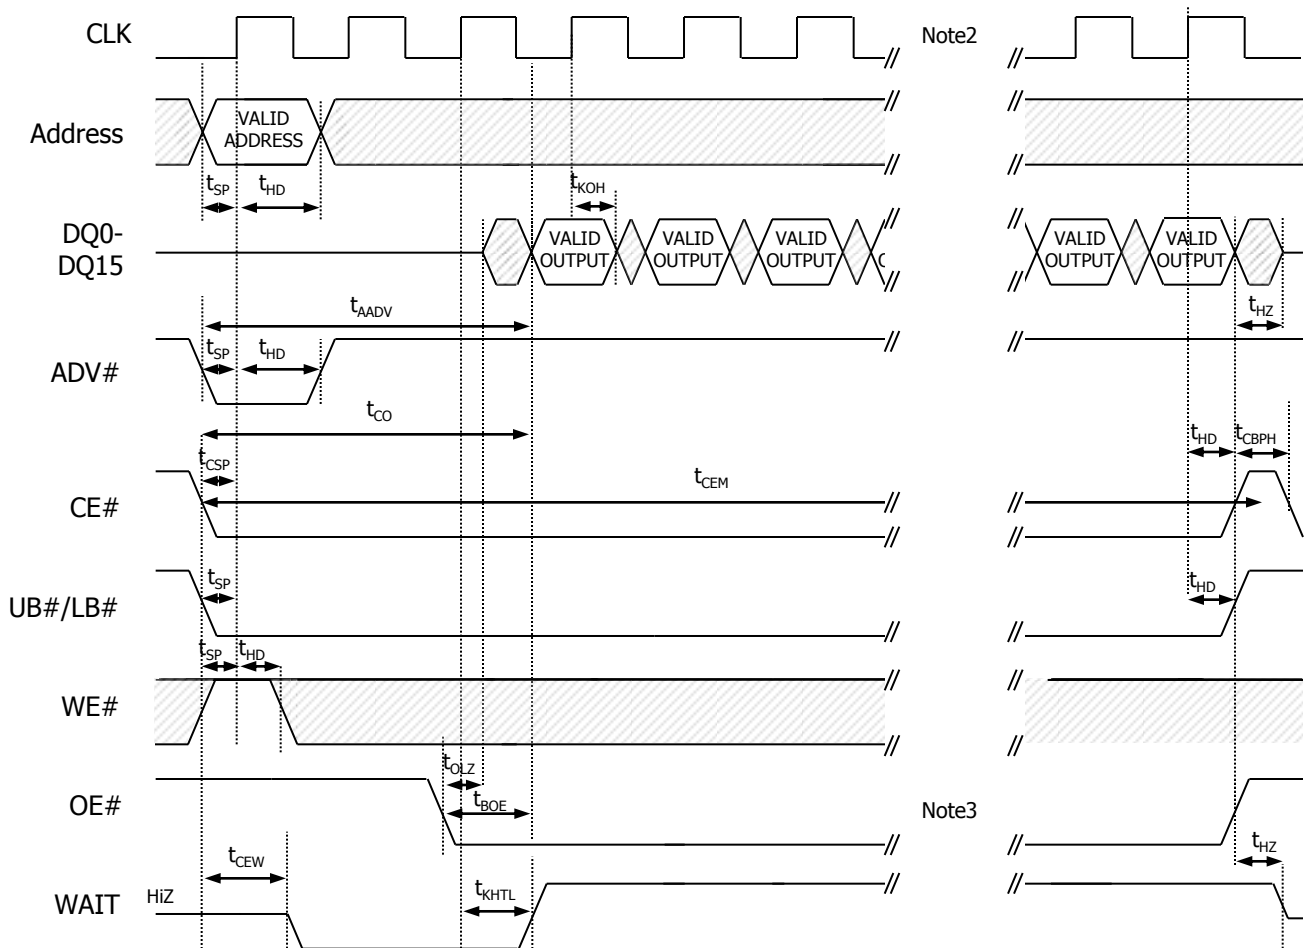 CLK
Note2
Address
VALID
ADDRESS
tSP
tHD
tKOH
DQ0-
DQ15
VALID
OUTPUT
VALID
OUTPUT
VALID
OUTPUT
VALID
OUTPUT
VALID
OUTPUT
tHZ
tAADV
ADV#
tSP
tHD
tCO
tHD
tCBPH
tCSP
CE#
tCEM
UB#/LB#
tSP
tHD
WE#
tSP
tHD
OE#
tOLZ
tBOE
Note3
tHZ
WAIT
HiZ
tCEW
tKHTL